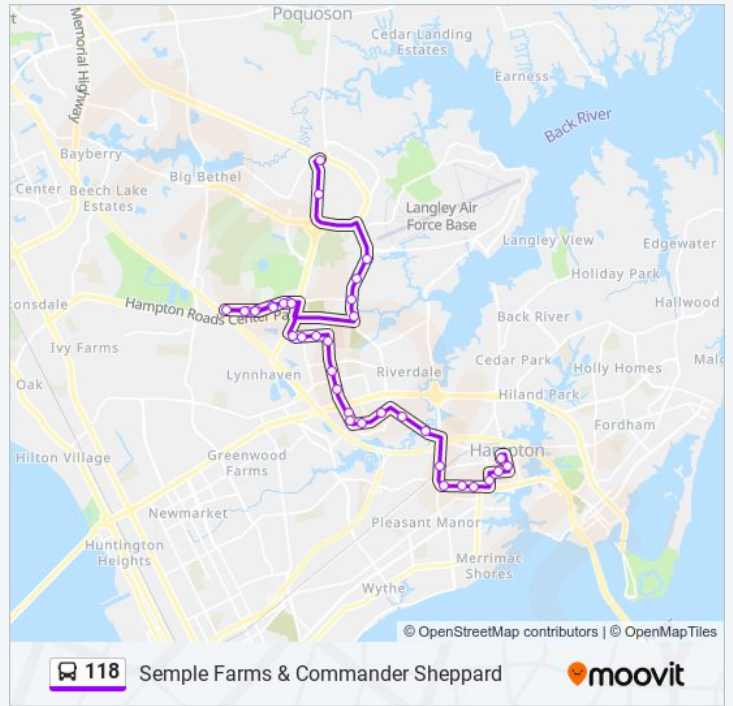 Poquoson
t
Cedar Landing
Estates
Memorial Highway
Earness
Back River
Bayberry
Big Bethel
Center
Beech Lake
Estates
Langley Air
Force Base
Langley View
Edgewater
Holiday Park
onsdale
Hampton Roads Center Pa
Hallwood
Back River
Ivy Farms
Cedar Park
Holly Homes
Malo
Lynnhaven
Riverdale
Oak
Hiland Park
Fordham
Hilton Village
Greenwood
Farms
Hampton
Newmarket
Pleasant Manor
Huntington
Heights
Merrimac
Shores
Wythe
© OpenStreetMap contributors | © OpenMapTiles
118 Semple Farms & Commander Sheppard
moovit